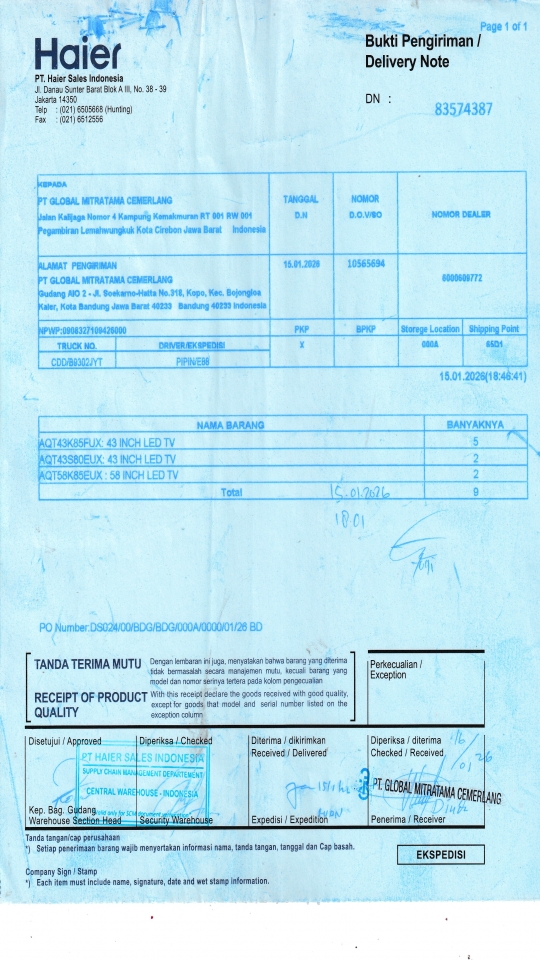 Page 1 of 1
Haier
PT. Haier Sales Indonesia
Jl. Danau Sunter Barat Blok A III, No. 38 - 39
Jakarta 14350
Telp : (021) 6505668 (Hunting)
Fax : (021) 6512556
Bukti Pengiriman /
Delivery Note
DN : 83574387
KEPADA
PT GLOBAL MITRATAMA CEMERLANG
Jalan Kalijaga Nomor 4 Kampung Kemakmuran RT 001 RW 001
Pegambiran Lemahwungkuk Kota Cirebon Jawa Barat Indonesia
TANGGAL
D.N
NOMOR
D.O.V/SO
NOMOR DEALER
ALAMAT PENGIRIMAN
PT GLOBAL MITRATAMA CEMERLANG
Gudang AIO 2 - Jl. Soekarno-Hatta No.318, Kopo, Kec. Bojongloa
Kaler, Kota Bandung Jawa Barat 40233 Bandung 40233 Indonesia
15.01.2026
10565694
6000606772
NPWP:0908327109426000
PKP
BPKP
Storege Location
Shipping Point
TRUCK NO.
DRIVER/EKSPEDISI
X
000A
65D1
CDD/B9302JYT
PIPIN/E66
15.01.2026(18:46:41)
NAMA BARANG BANYAKNYA
AQT43K85FUX: 43 INCH LED TV 5
AQT43S80EUX: 43 INCH LED TV 2
AQT58K85EUX : 58 INCH LED TV 2
Total 9
15.01.2026
18.01
PO Number:DS024/00/BDG/BDG/000A/0000/01/26 BD
TANDA TERIMA MUTU
Dengan lembaran ini juga, menyatakan bahwa barang yang diterima
tidak bermasalah secara manajemen mutu, kecuali barang yang
model dan nomor serinya tertera pada kolom pengecualian
RECEIPT OF PRODUCT
QUALITY
With this receipt declare the goods received with good quality,
except for goods that model and serial number listed on the
exception column
Perkecualian /
Exception
Disetujui / Approved
Diperiksa / Checked
Diterima / dikirimkan
Received / Delivered
Diperiksa / diterima
Checked / Received
PT HAIER SALES INDONESIA
SUPPLY CHAIN MANAGEMENT DEPARTEMENT
CENTRAL WAREHOUSE - INDONESIA
PT. GLOBAL MITRATAMA CEMERLANG
Kep. Bag. Gudang
Warehouse Section Head
Security Warehouse
Expedisi / Expedition
Penerima / Receiver
Tanda tangan/cap perusahaan
*) Setiap penerimaan barang wajib menyertakan informasi nama, tanda tangan, tanggal dan Cap basah.
EKSPEDISI
Company Sign / Stamp
*) Each item must include name, signature, date and wet stamp information.